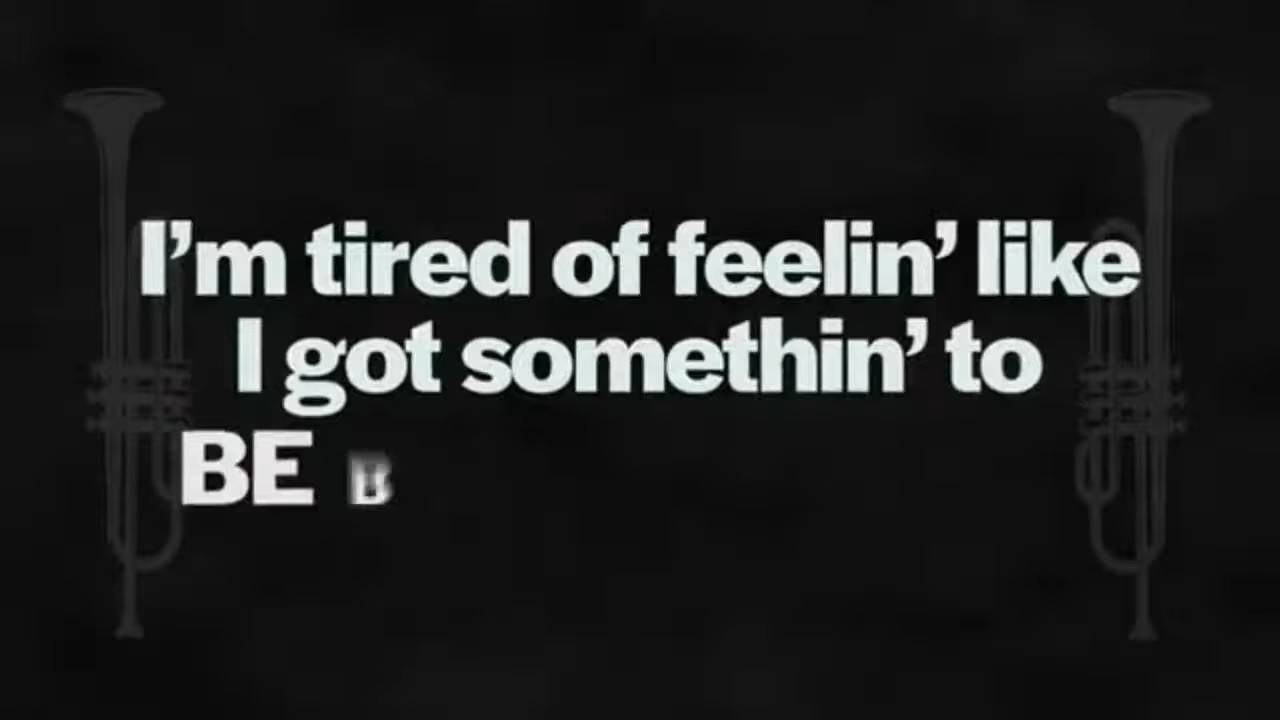 I’m tired of feelin’ like
I got somethin’ to
BE